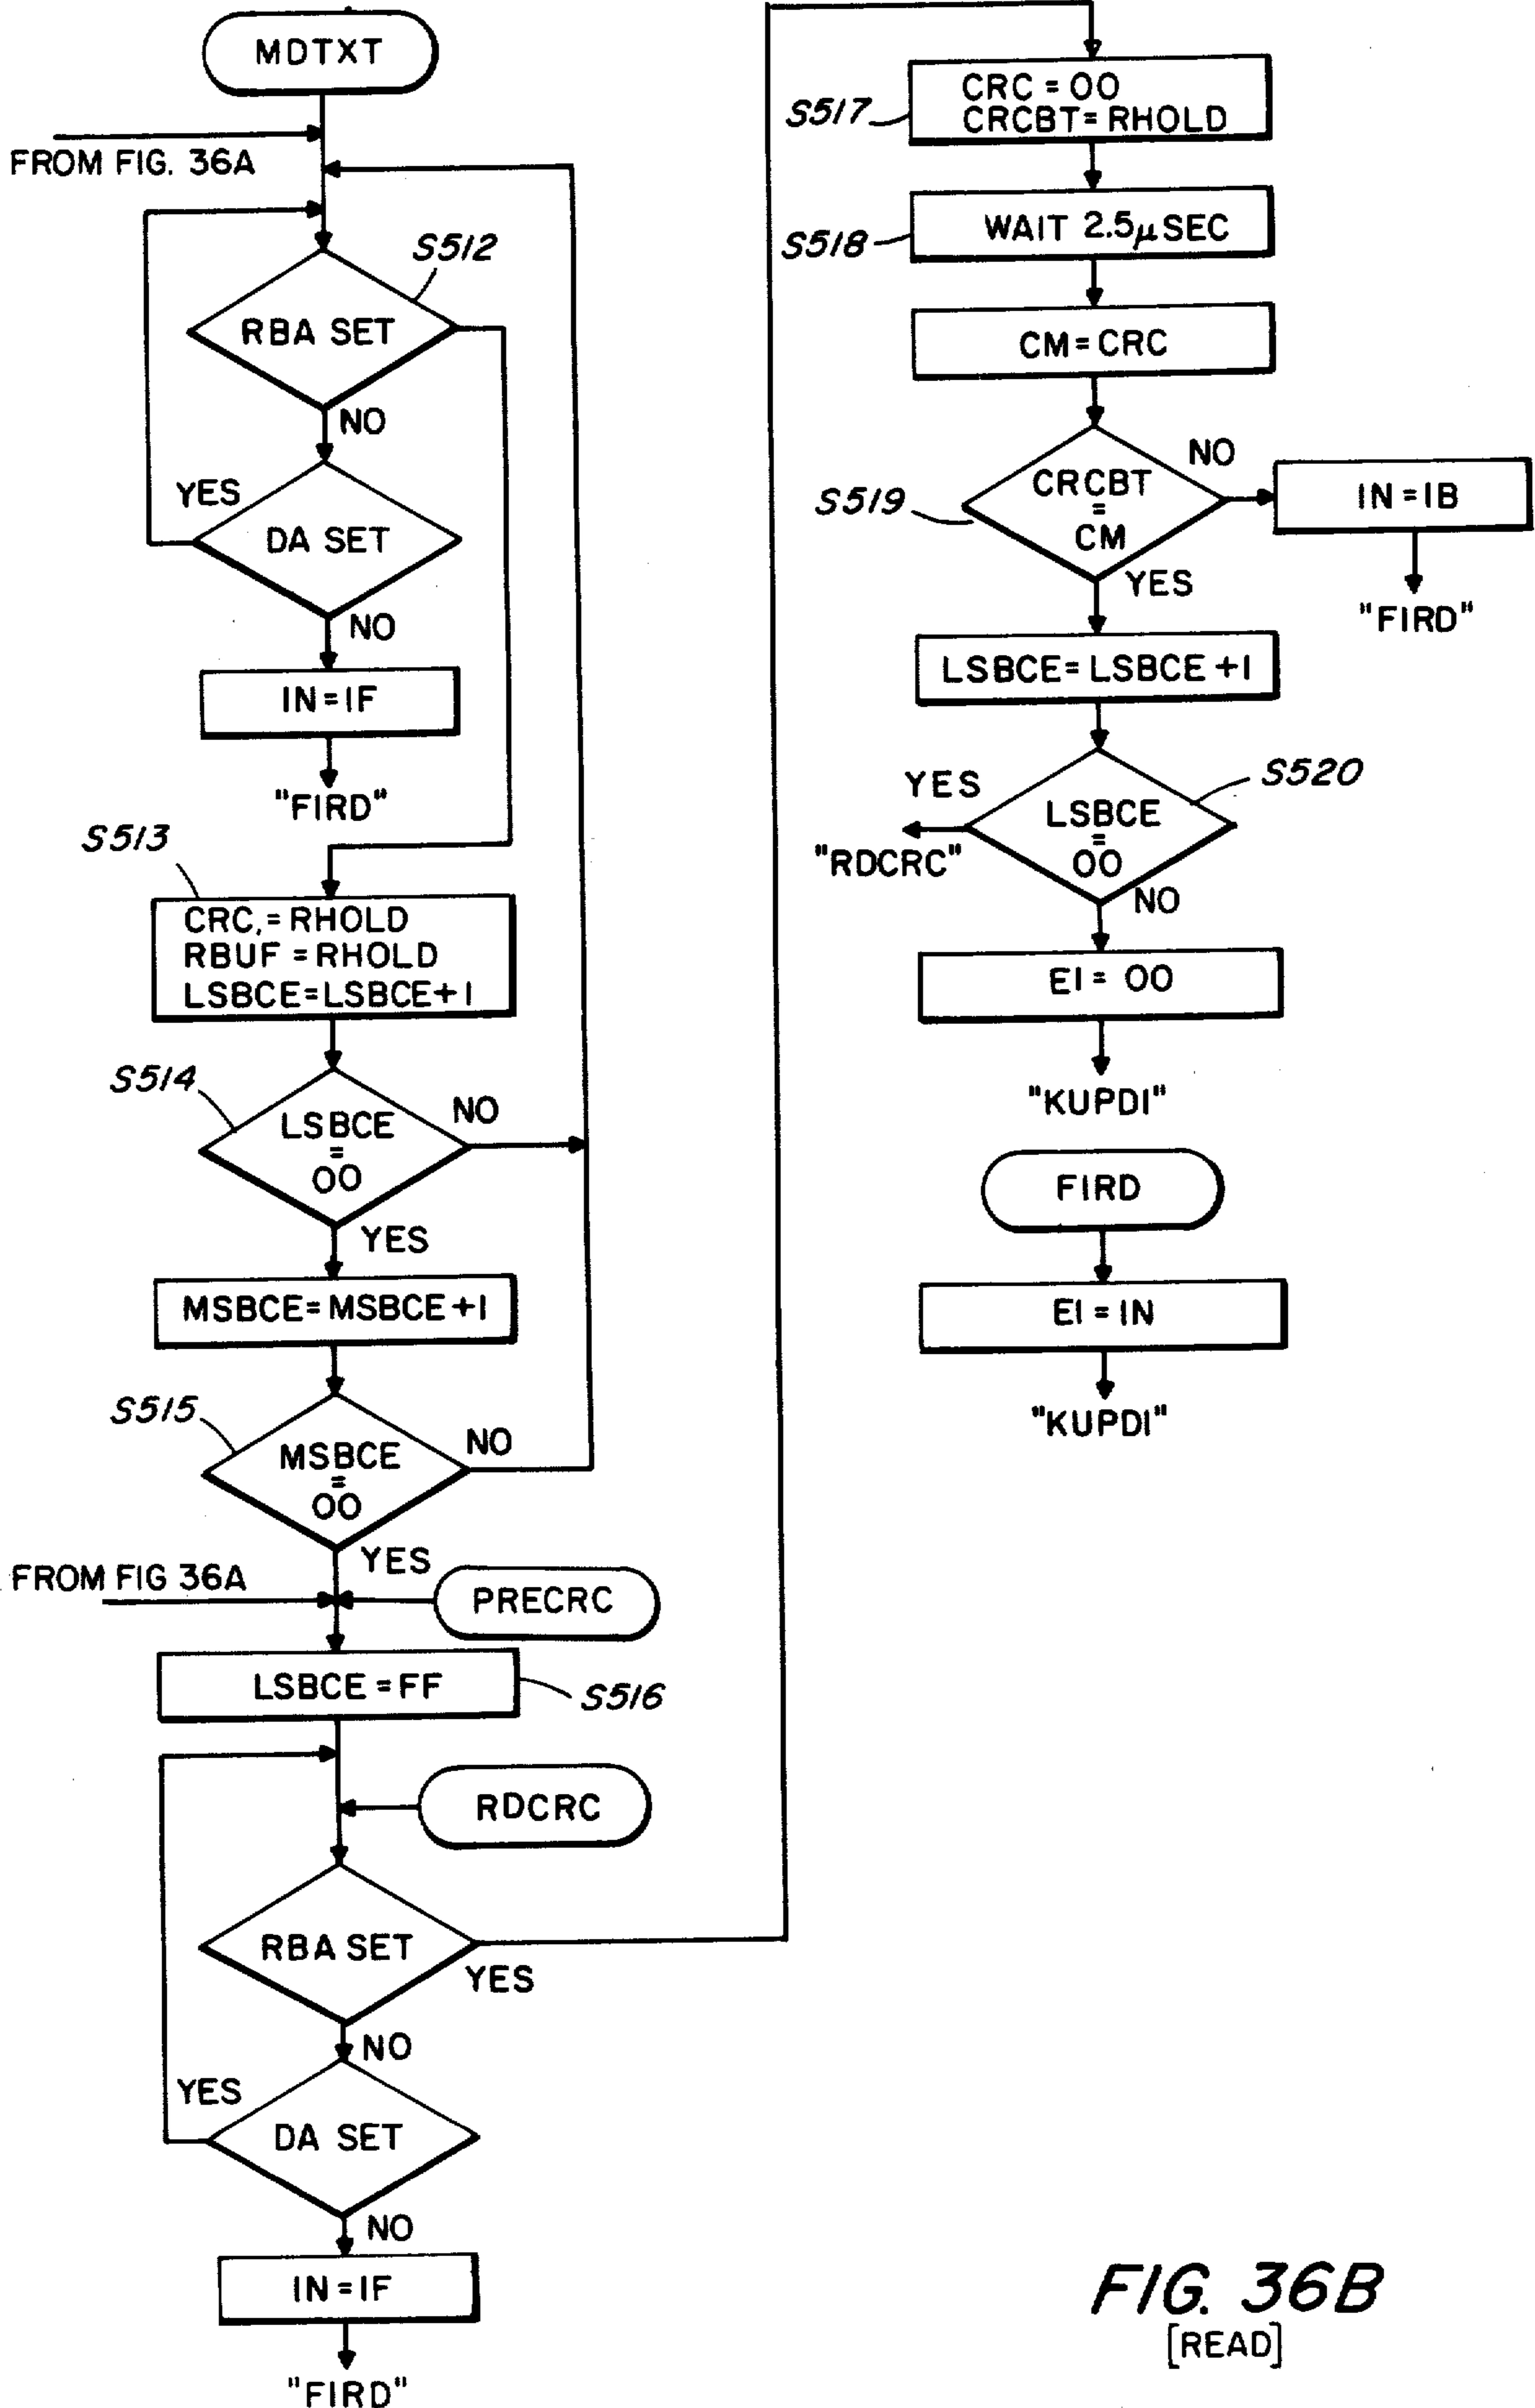 MDTXT
FROM FIG. 36A
S512
RBA SET
NO
YES
DA SET
NO
IN=1F
"FIRD"
S513
CRC,=RHOLD
RBUF=RHOLD
LSBCE=LSBCE+1
S514
LSBCE
=
00
NO
YES
MSBCE=MSBCE+1
S515
MSBCE
=
00
NO
YES
FROM FIG 36A
PRECRC
LSBCE=FF
S516
RDCRC
RBA SET
YES
NO
YES
DA SET
NO
IN=1F
"FIRD"
S517
CRC=00
CRCBT=RHOLD
S518
WAIT 2.5μSEC
CM=CRC
S519
CRCBT
=
CM
NO
IN=1B
"FIRD"
YES
LSBCE=LSBCE+1
S520
YES
LSBCE
=
00
"RDCRC"
NO
EI=00
"KUPDI"
FIRD
EI=IN
"KUPDI"
FIG. 36B
[READ]